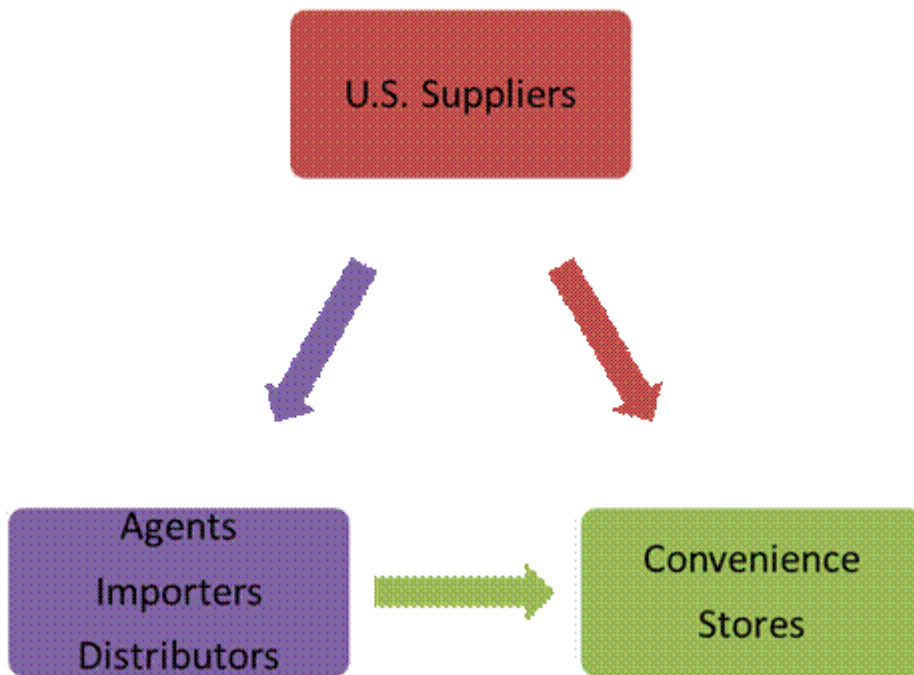 U.S. Suppliers
Agents
Importers
Distributors
Convenience
Stores